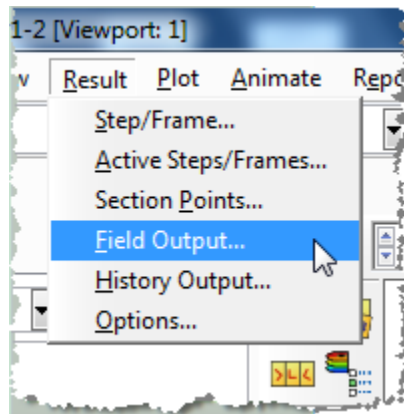 1-2 [Viewport: 1]
Result Plot Animate
Step/Frame...
Active Steps/Frames...
Section Points...
Field Output...
History Output...
Options...